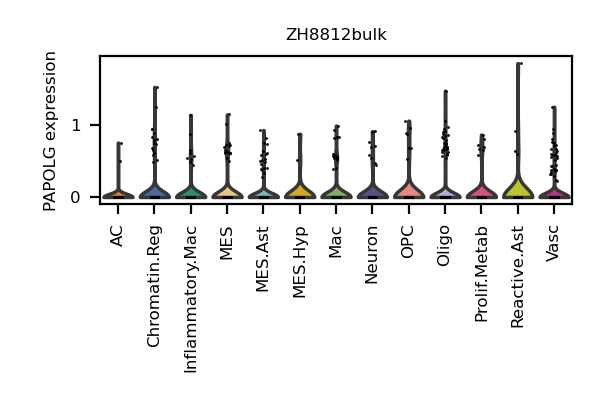 ZH8812bulk
PAPOLG expression
1
0
AC
Chromatin.Reg
Inflammatory.Mac
MES
MES.Ast
MES.Hyp
Mac
Neuron
OPC
Oligo
Prolif.Metab
Reactive.Ast
Vasc